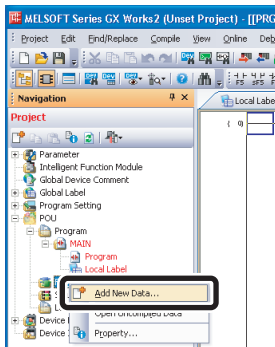 MELSOFT Series GX Works2 (Unset Project) - [[PRG
Project Edit Find/Replace Compile View Online Deb
Navigation
Local Labe
Project
Parameter
Intelligent Function Module
Global Device Comment
Global Label
Program Setting
POU
Program
MAIN
Program
Local Label
Add New Data...
Open Uncompiled Data
Device
Device
Property...